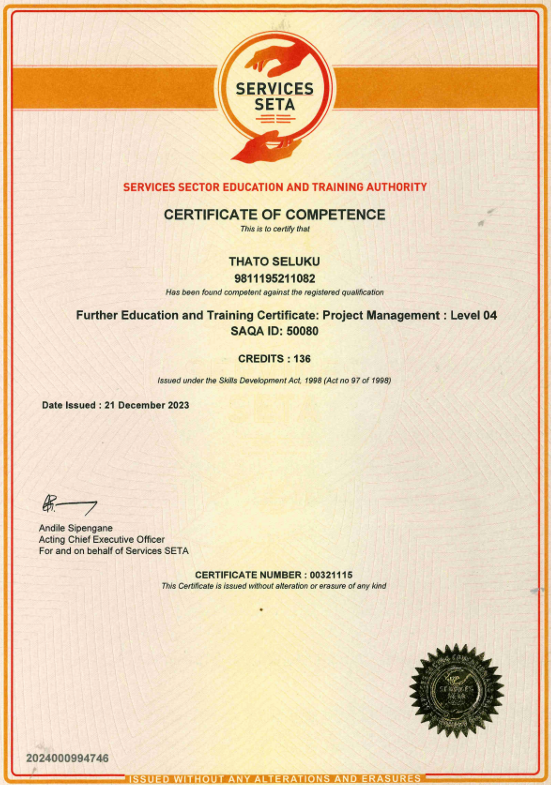 SERVICES
SETA
SERVICES SECTOR EDUCATION AND TRAINING AUTHORITY
CERTIFICATE OF COMPETENCE
This is to certify that
THATO SELUKU
9811195211082
Has been found competent against the registered qualification
Further Education and Training Certificate: Project Management : Level 04
SAQA ID: 50080
CREDITS : 136
Issued under the Skills Development Act, 1998 (Act no 97 of 1998)
Date Issued : 21 December 2023
Andile Sipengane
Acting Chief Executive Officer
For and on behalf of Services SETA
CERTIFICATE NUMBER : 00321115
This Certificate is issued without alteration or erasure of any kind
SERVICES
SETA
2024000994746
ISSUED WITHOUT ANY ALTERATIONS AND ERASURES